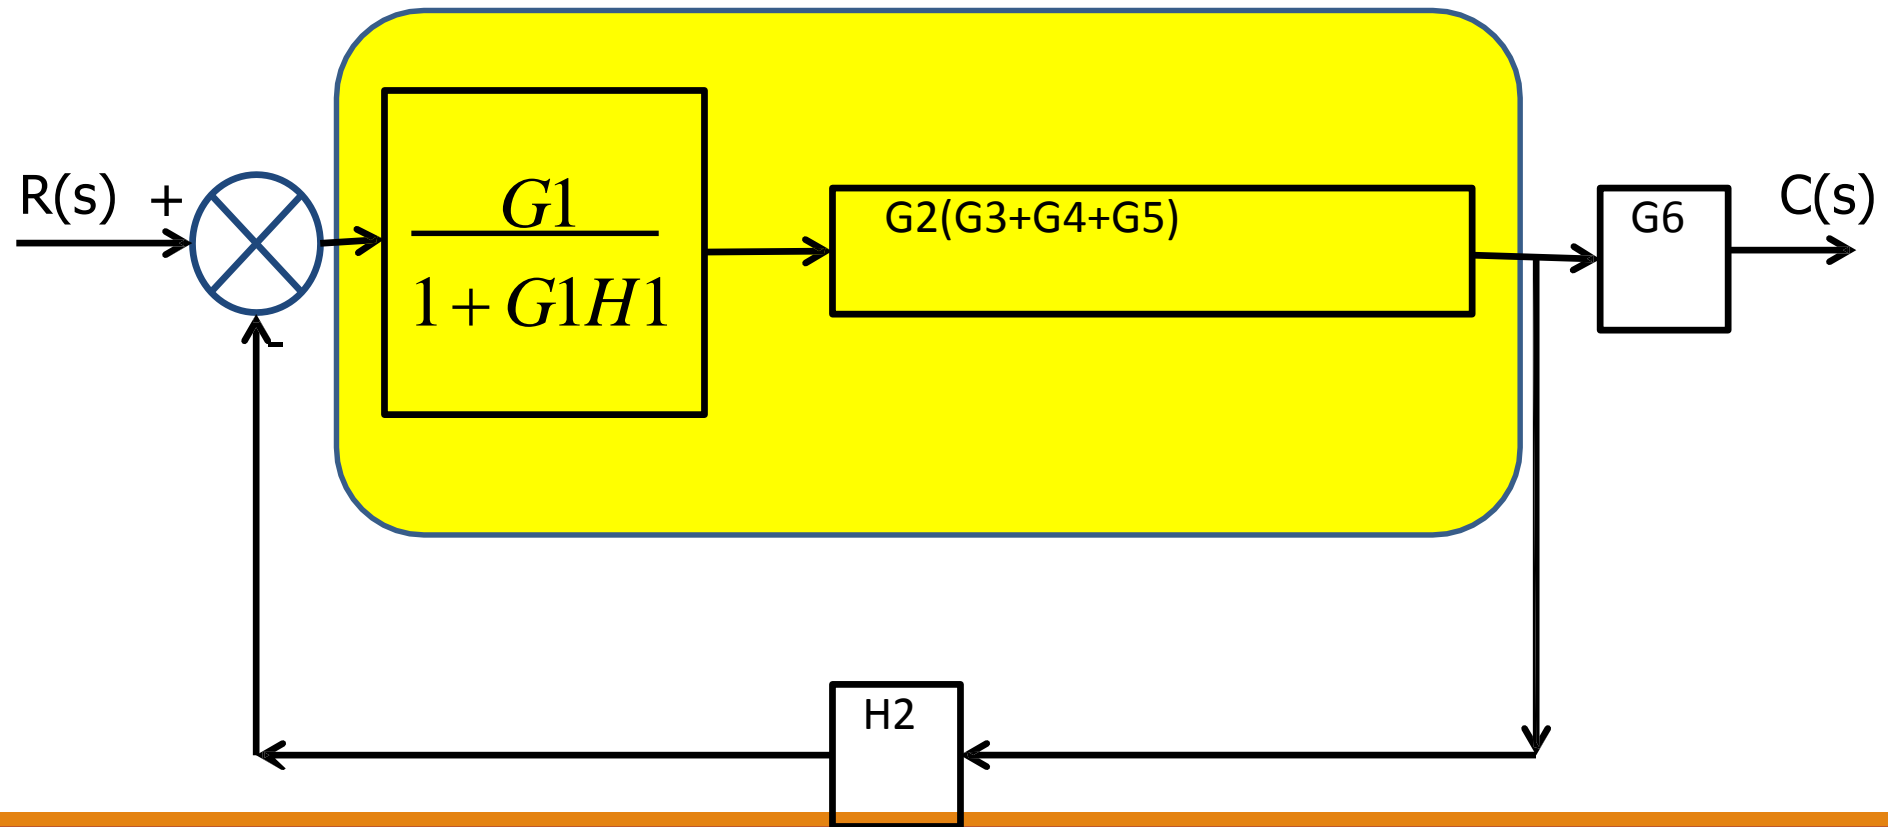 R(s) +
G1
1 + G1H1
G2(G3+G4+G5)
G6
C(s)
-
H2